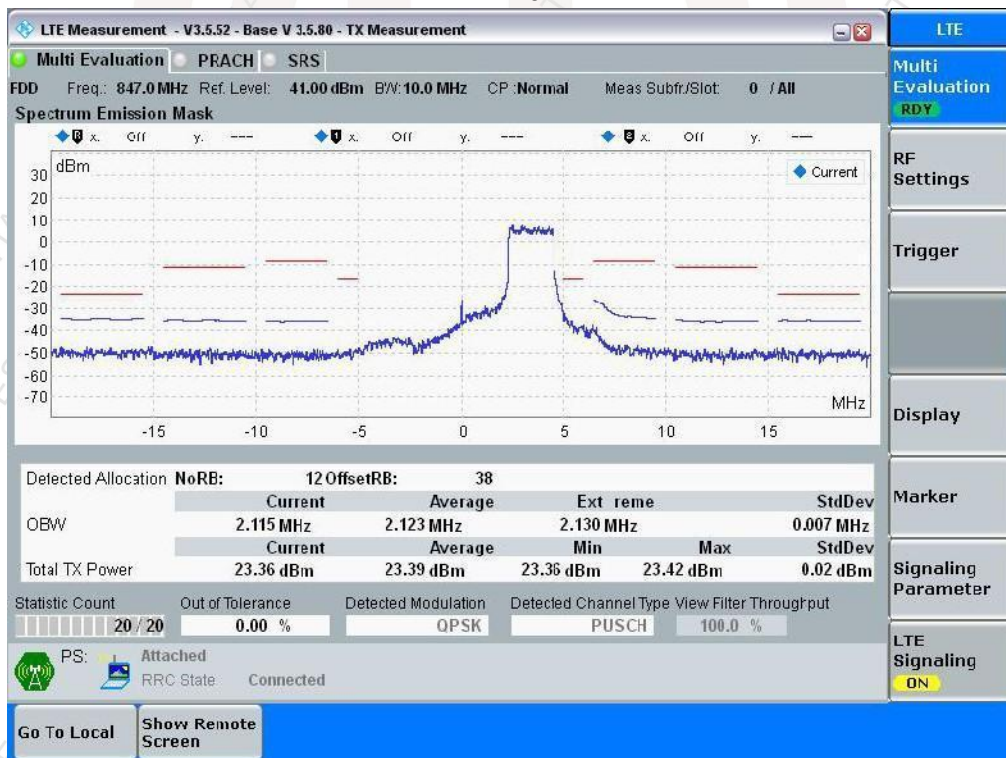 LTE Measurement - V3.5.52 - Base V 3.5.80 - TX Measurement
LTE
Multi Evaluation PRACH SRS
Multi Evaluation
RDY
FDD Freq.: 847.0 MHz Ref. Level: 41.00 dBm BW: 10.0 MHz CP :Normal Meas Subfr./Slot: 0 / All
Spectrum Emission Mask
0 x. Off y. --- 1 x. Off y. --- 2 x. Off y. ---
dBm
Current
30
20
10
0
-10
-20
-30
-40
-50
-60
-70
MHz
-15 -10 -5 0 5 10 15
RF Settings
Trigger
Display
Marker
Signaling Parameter
LTE Signaling
ON
Detected Allocation NoRB: 12 OffsetRB: 38
Current Average Ext reme StdDev
OBW 2.115 MHz 2.123 MHz 2.130 MHz 0.007 MHz
Current Average Min Max StdDev
Total TX Power 23.36 dBm 23.39 dBm 23.36 dBm 23.42 dBm 0.02 dBm
Statistic Count Out of Tolerance Detected Modulation Detected Channel Type View Filter Throughput
20 / 20 0.00 % QPSK PUSCH 100.0 %
PS: Attached
RRC State Connected
Go To Local
Show Remote Screen